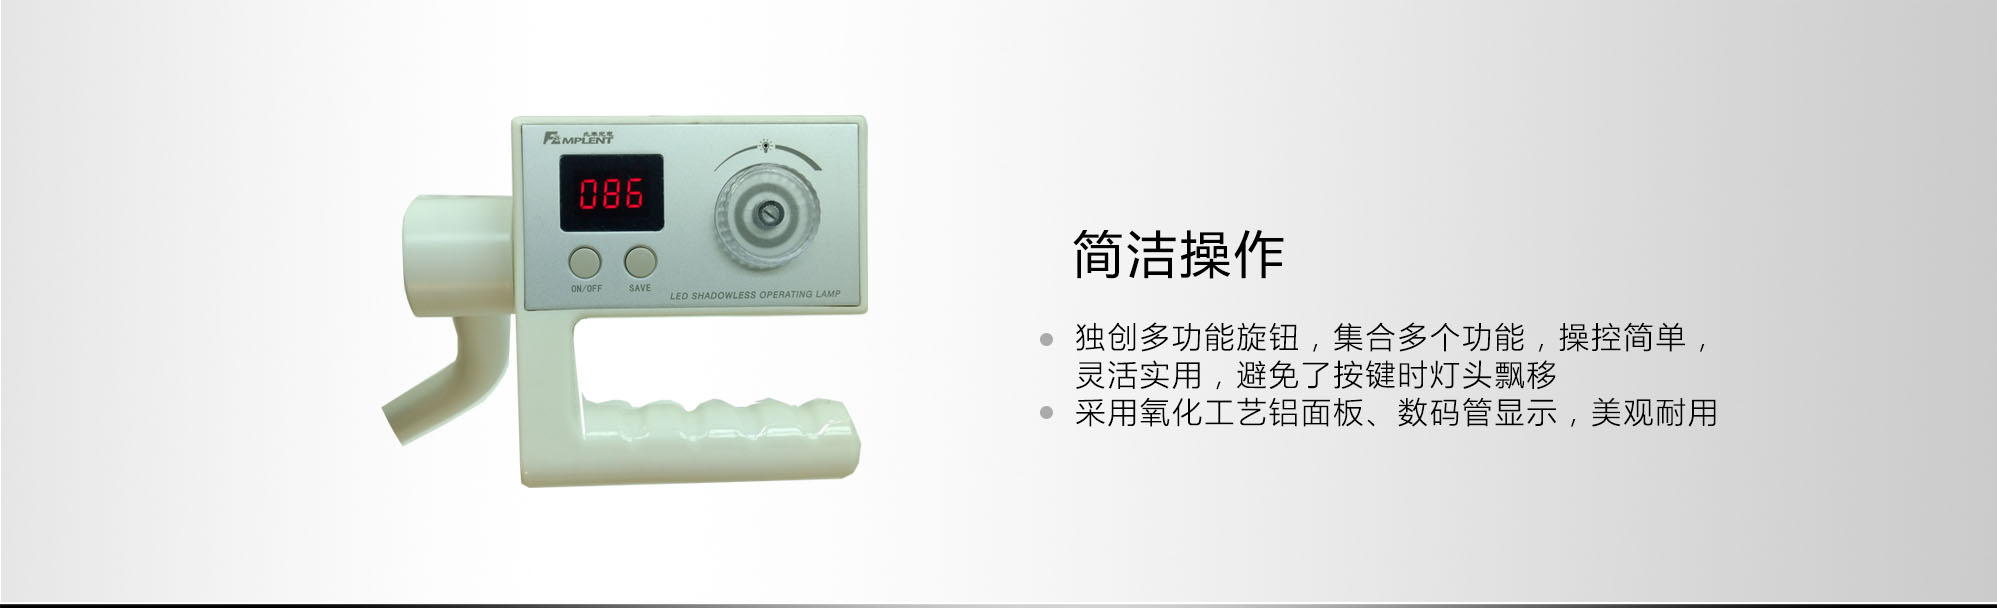 MPLENT
086
ON/OFF SAVE
LED SHADOWLESS OPERATING LAMP
简洁操作
独创多功能旋钮，集合多个功能，操控简单，
灵活实用，避免了按键时灯头飘移
采用氧化工艺铝面板、数码管显示，美观耐用